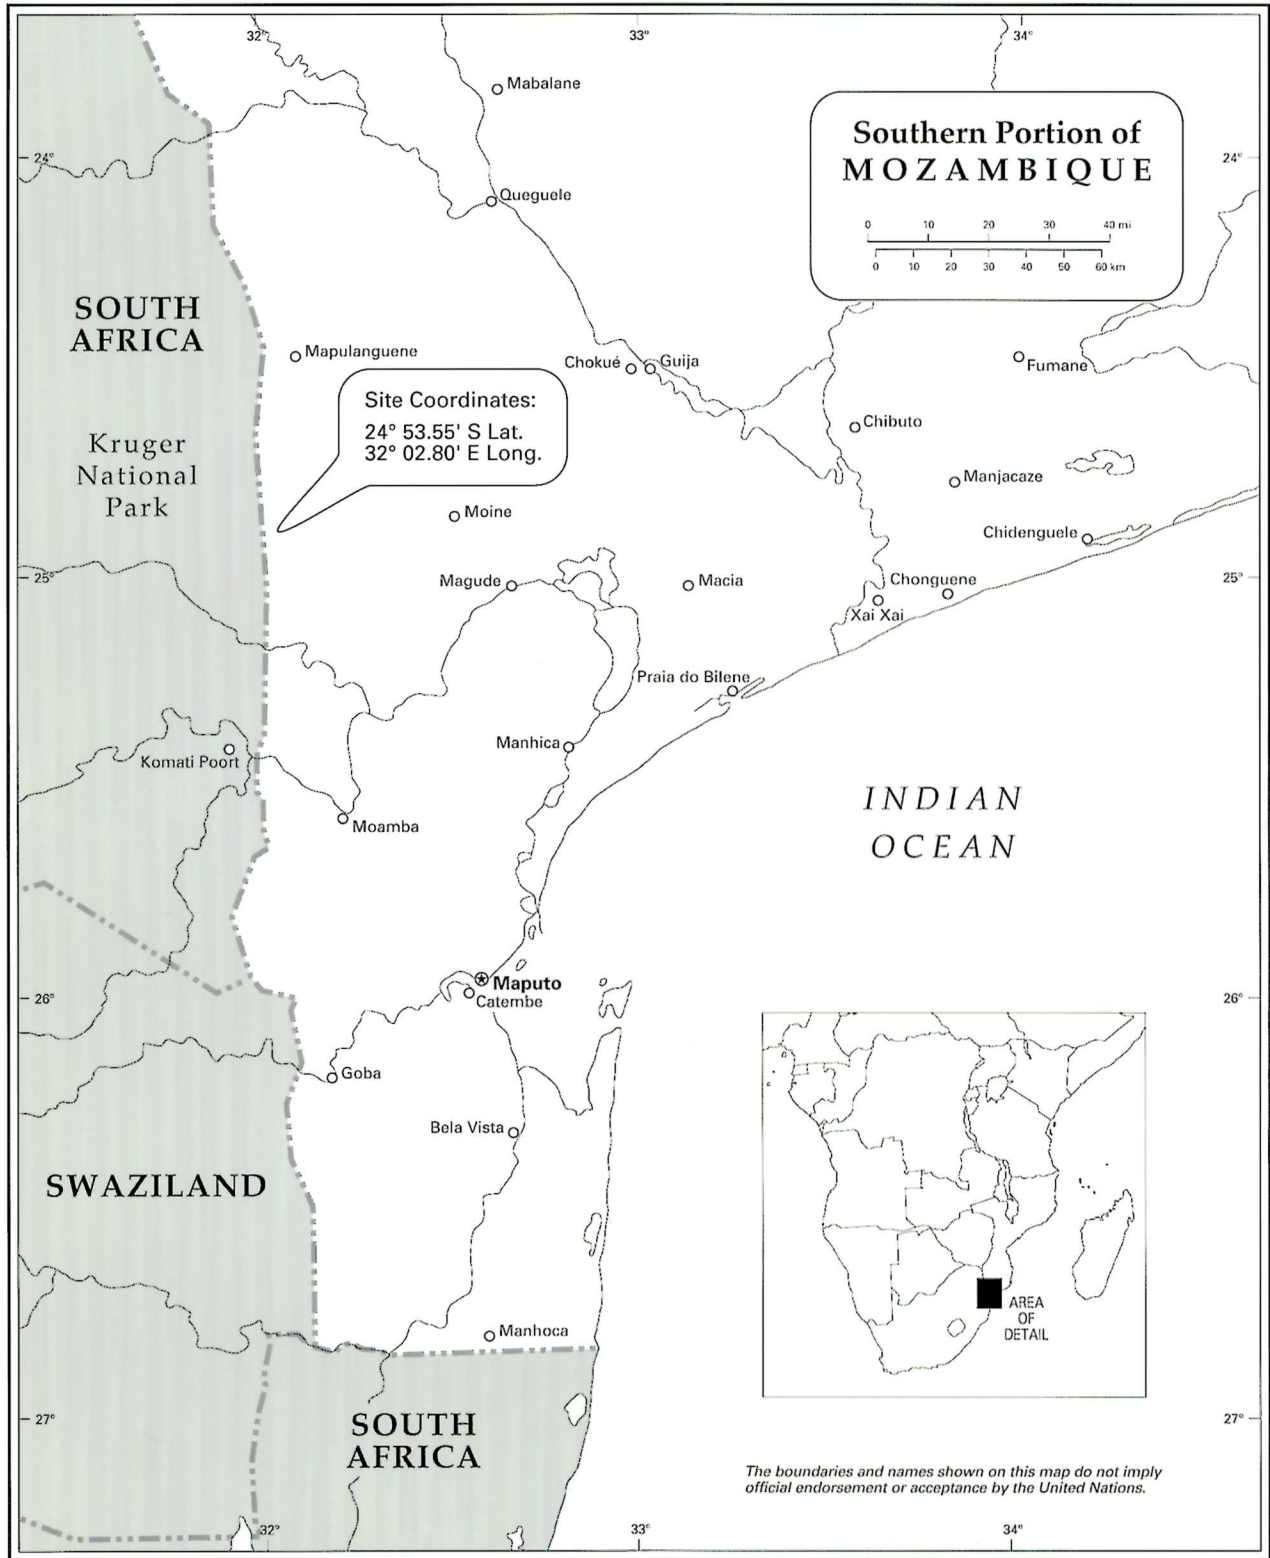 32°
33°
34°
Mabalane
Southern Portion of
MOZAMBIQUE
24°
24°
0 10 20 30 40 mi
0 10 20 30 40 50 60 km
Queguele
SOUTH
AFRICA
Mapulanguene
Chokué
Guija
Fumane
Site Coordinates:
24° 53.55' S Lat.
32° 02.80' E Long.
Kruger
National
Park
Chibuto
Manjacaze
Moine
Chidenguele
25°
25°
Magude
Macia
Chonguene
Xai Xai
Praia do Bilene
Manhica
Komati Poort
Moamba
INDIAN
OCEAN
Maputo
Catembe
26°
26°
Goba
Bela Vista
SWAZILAND
AREA
OF
DETAIL
Manhoca
27°
27°
SOUTH
AFRICA
The boundaries and names shown on this map do not imply
official endorsement or acceptance by the United Nations.
32°
33°
34°